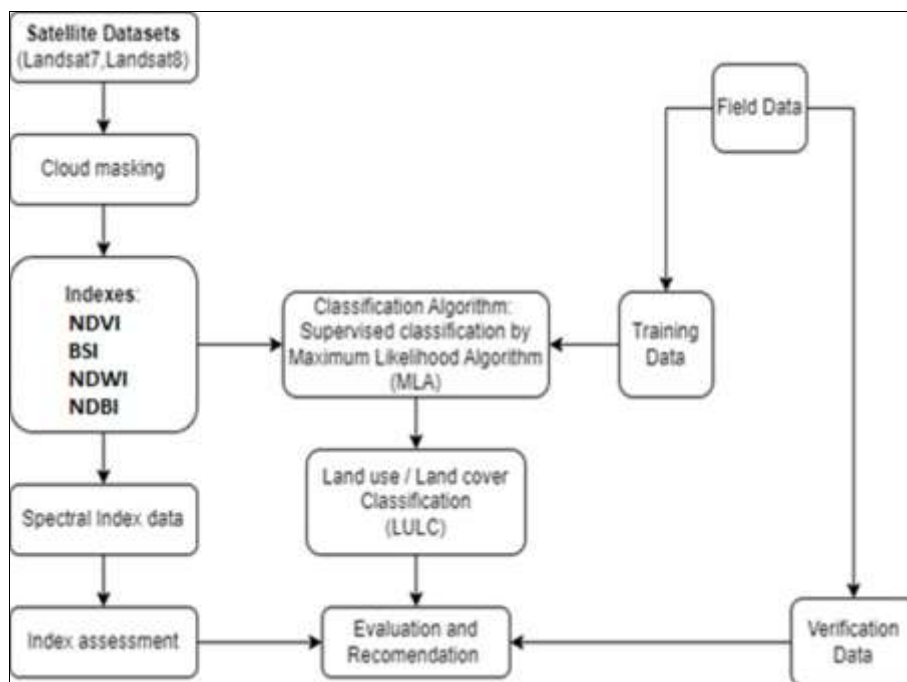 Satellite Datasets
(Landsat7,Landsat8)
Cloud masking
Indexes:
NDVI
BSI
NDWI
NDBI
Spectral Index data
Index assessment
Classification Algorithm:
Supervised classification by
Maximum Likelihood Algorithm
(MLA)
Land use / Land cover
Classification
(LULC)
Evaluation and
Recomendation
Field Data
Training
Data
Verification
Data